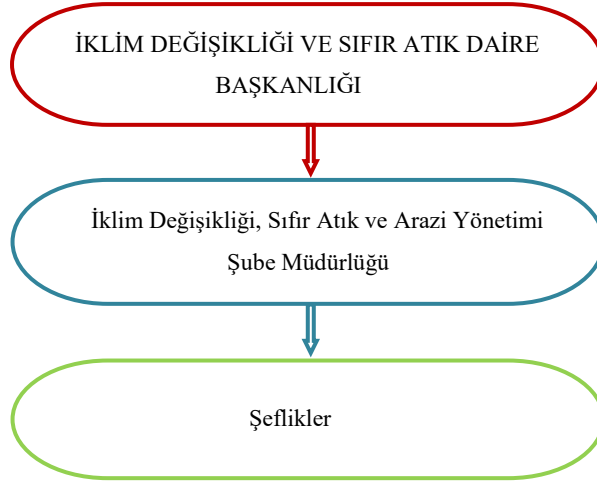 İKLİM DEĞİŞİKLİĞİ VE SIFIR ATIK DAİRE
BAŞKANLIĞI
İklim Değişikliği, Sıfır Atık ve Arazi Yönetimi
Şube Müdürlüğü
Şeflikler